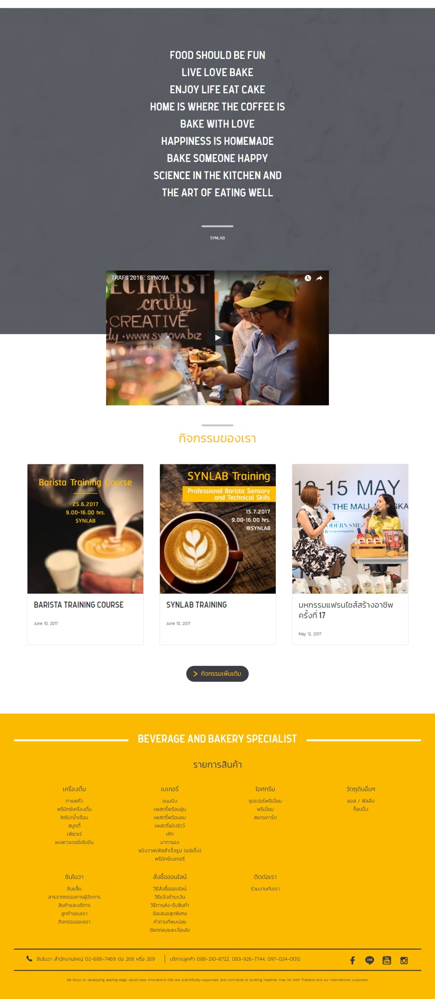 FOOD SHOULD BE FUN
LIVE LOVE BAKE
ENJOY LIFE EAT CAKE
HOME IS WHERE THE COFFEE IS
BAKE WITH LOVE
HAPPINESS IS HOMEMADE
BAKE SOMEONE HAPPY
SCIENCE IN THE KITCHEN AND
THE ART OF EATING WELL
SYNLAB
TRAFS 2016 : SYNOVA
ECIALIST
crafty
CREATIVE
dy • www.synova.biz
กิจกรรมของเรา
Barista Training Course
25.6.2017
9.00-16.00 hrs.
SYNLAB
BARISTA TRAINING COURSE
June 10, 2017
SYNLAB Training
Professional Barista Sensory
and Technical Skills
15.7.2017
9.00-16.00 hrs.
@SYNLAB
SYNLAB TRAINING
June 10, 2017
-15 MAY
THE MALL
ODERN SMEs
มหกรรมแฟรนไชส์สร้างอาชีพ
ครั้งที่ 17
May 12, 2017
กิจกรรมเพิ่มเติม
BEVERAGE AND BAKERY SPECIALIST
รายการสินค้า
เครื่องดื่ม
กาแฟคั่ว
พรีมิกซ์เครื่องดื่ม
ไซรัป/น้ำเชื่อม
สมูทตี้
เพียวเร่
ผงพาวเดอร์เข้มข้น
เบเกอรี่
ขนมปัง
เพสตรี้พร้อมอุ่น
เพสตรี้พร้อมอบ
เพสตรี้แป้งโดว์
เค้ก
มาการอง
แป้งวาฟเฟิลสำเร็จรูป (แช่แข็ง)
พรีมิกซ์เบเกอรี่
ไอศกรีม
ซุปเปอร์พรีเมี่ยม
พรีเมี่ยม
สแตนดาร์ด
วัตถุดิบอื่นๆ
ซอส / ฟิลลิ่ง
ท็อปปิ้ง
ซินโนวา
ซินแล็บ
สารจากกรรมการผู้จัดการ
สินค้าและบริการ
ลูกค้าของเรา
กิจกรรมของเรา
สั่งซื้อออนไลน์
วิธีสั่งซื้อออนไลน์
วิธีแจ้งชำระเงิน
วิธีการส่ง-รับสินค้า
ข้อเสนอสุดพิเศษ
คำถามที่พบบ่อย
ข้อตกลงและเงื่อนไข
ติดต่อเรา
ร่วมงานกับเรา
ซินโนวา สำนักงานใหญ่ 02-688-7469 ต่อ 268 หรือ 269
บริการลูกค้า 088-210-8722, 083-926-7744, 097-024-0012
LINE
You
Tube
We focus on developing leading-edge, world-class innovations that are scientifically-supported, and contribute to building healthier lives for both Thailand and our international customers.